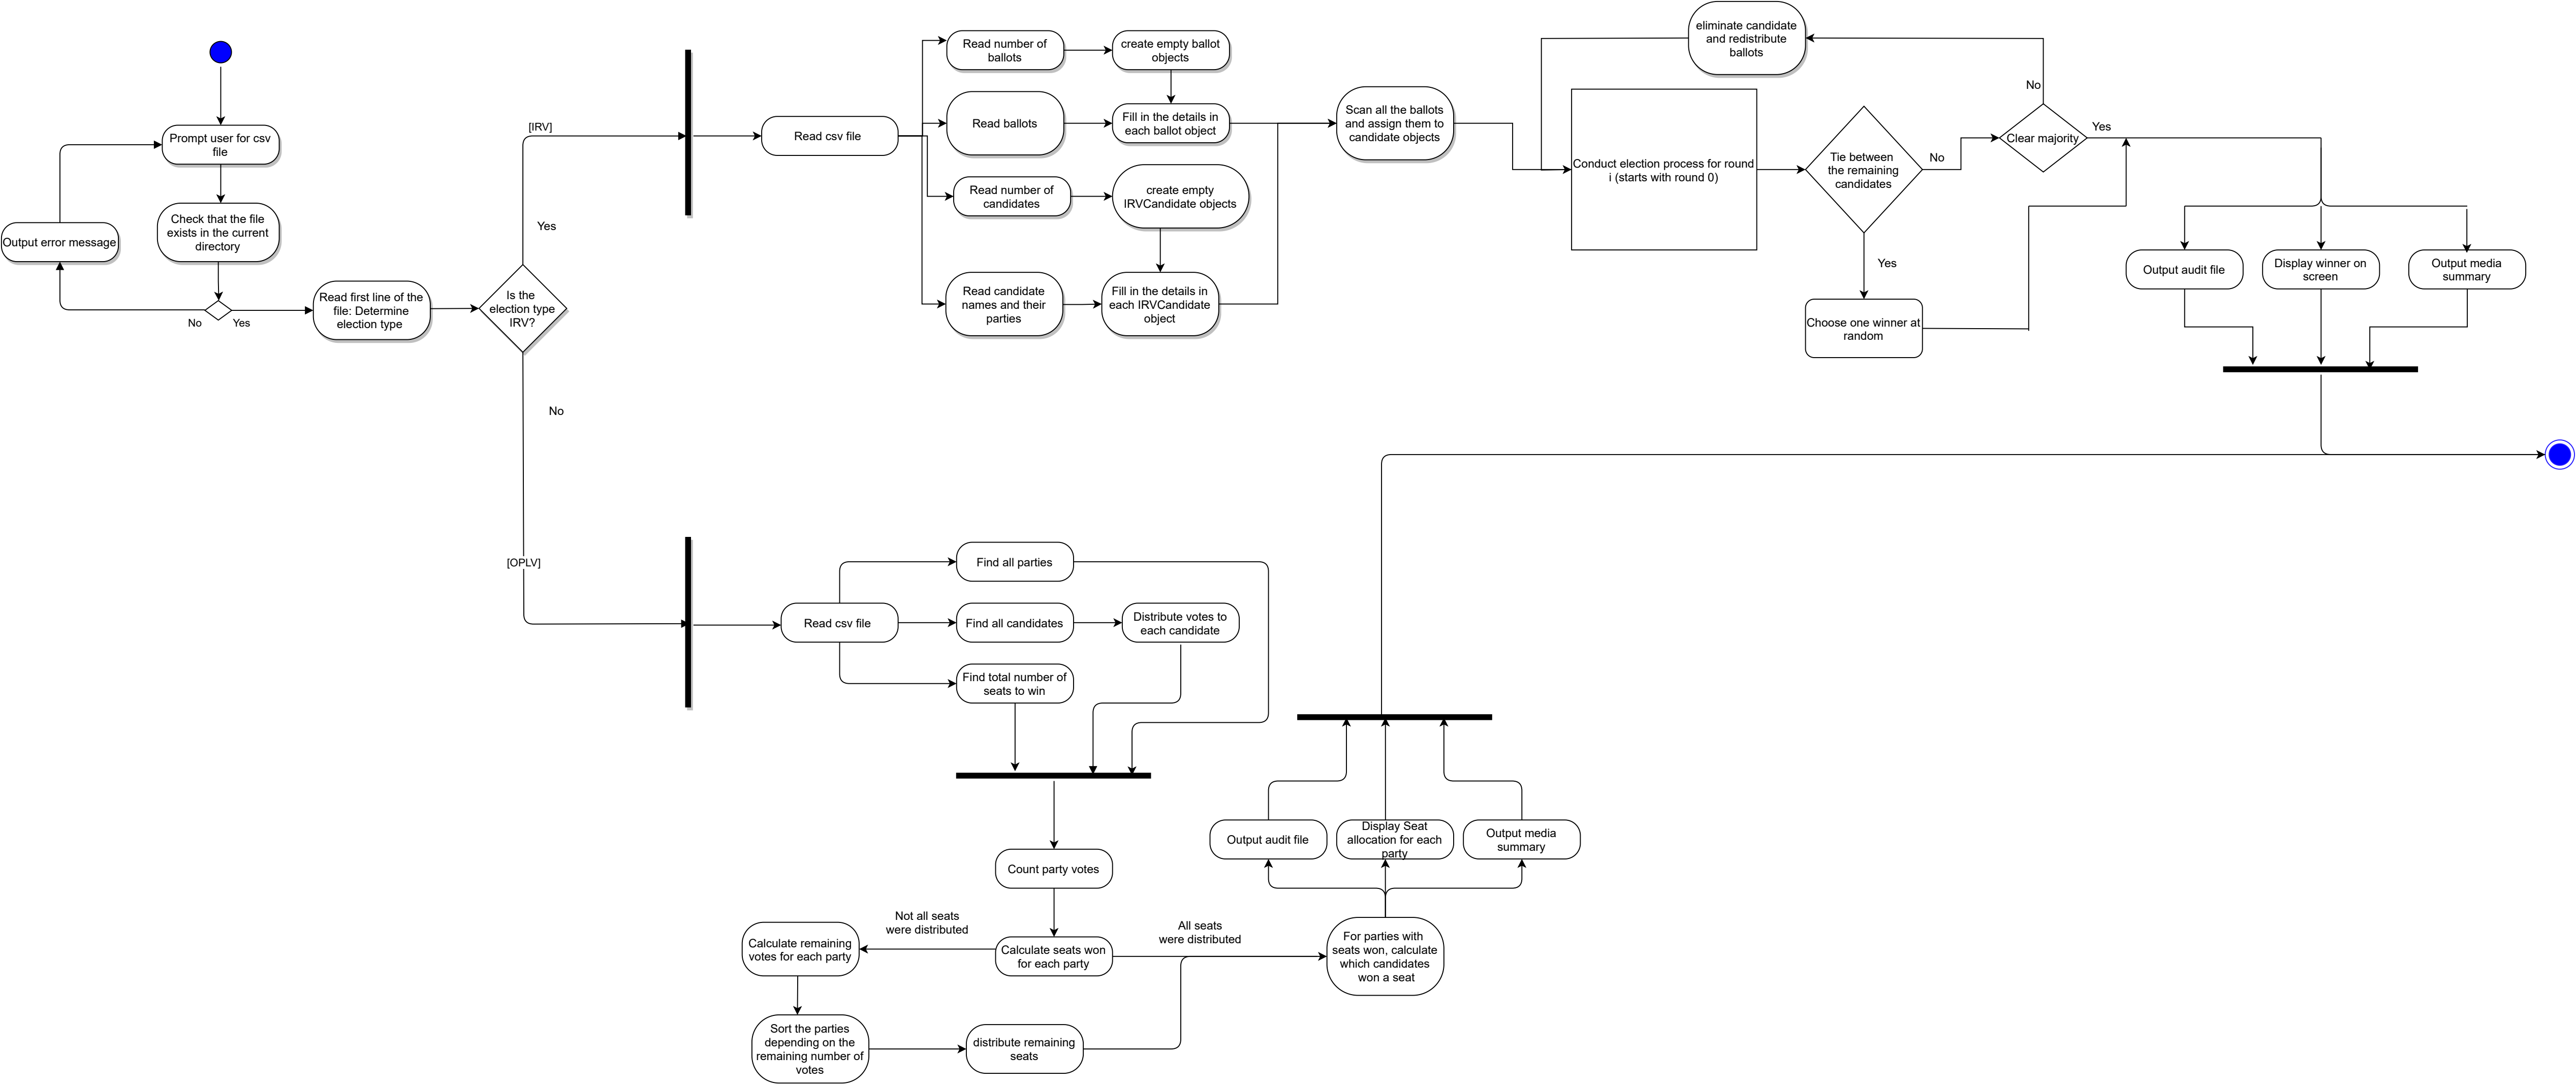 Prompt user for csv
file
Check that the file
exists in the current
directory
Output error message
No
Yes
Read first line of the
file: Determine
election type
Is the
election type
IRV?
[IRV]
Yes
No
[OPLV]
Read csv file
Read number of
ballots
create empty ballot
objects
Read ballots
Fill in the details in
each ballot object
Read number of
candidates
create empty
IRVCandidate objects
Read candidate
names and their
parties
Fill in the details in
each IRVCandidate
object
Scan all the ballots
and assign them to
candidate objects
eliminate candidate
and redistribute
ballots
Conduct election process for round
i (starts with round 0)
Tie between
the remaining
candidates
No
Yes
Choose one winner at
random
Clear majority
No
Yes
Output audit file
Display winner on
screen
Output media
summary
Read csv file
Find all parties
Find all candidates
Distribute votes to
each candidate
Find total number of
seats to win
Count party votes
Calculate seats won
for each party
Not all seats
were distributed
All seats
were distributed
Calculate remaining
votes for each party
Sort the parties
depending on the
remaining number of
votes
distribute remaining
seats
For parties with
seats won, calculate
which candidates
won a seat
Output audit file
Display Seat
allocation for each
party
Output media
summary